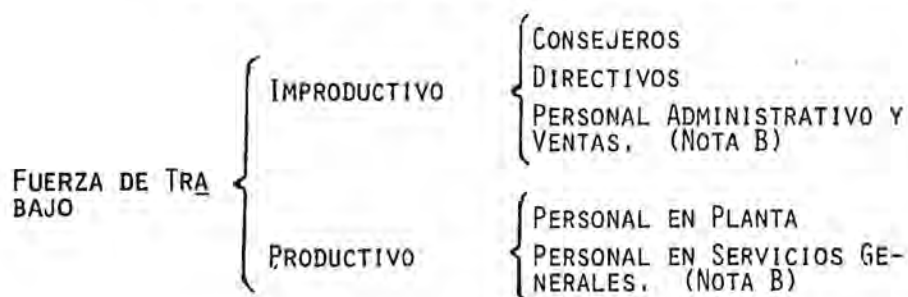 FUERZA DE TRA
BAJO
IMPRODUCTIVO
CONSEJEROS
DIRECTIVOS
PERSONAL ADMINISTRATIVO Y
VENTAS. (NOTA B)
PRODUCTIVO
PERSONAL EN PLANTA
PERSONAL EN SERVICIOS GE-
NERALES. (NOTA B)